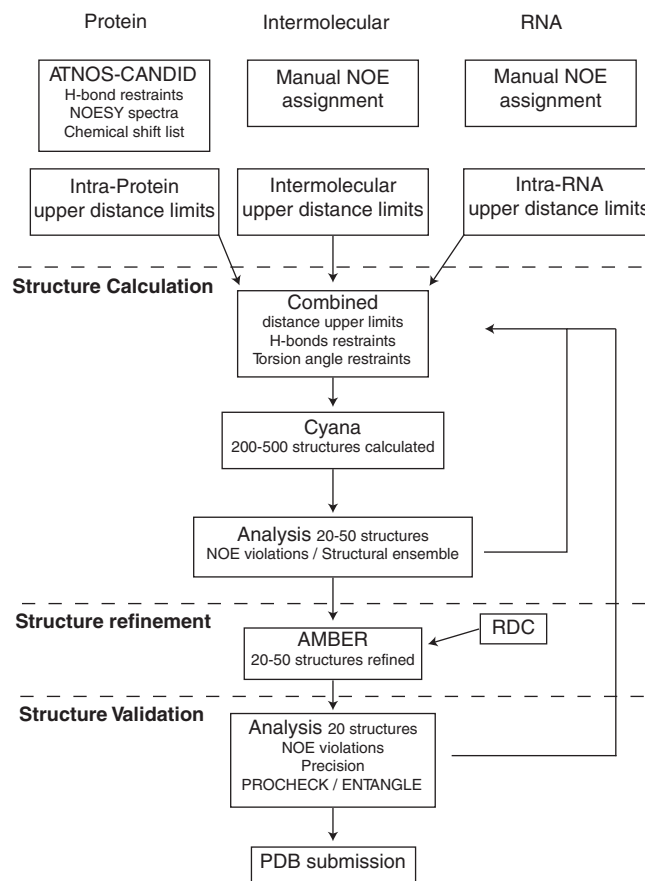 Protein
Intermolecular
RNA
ATNOS-CANDID
H-bond restraints
NOESY spectra
Chemical shift list
Manual NOE
assignment
Manual NOE
assignment
Intra-Protein
upper distance limits
Intermolecular
upper distance limits
Intra-RNA
upper distance limits
Structure Calculation
Combined
distance upper limits
H-bonds restraints
Torsion angle restraints
Cyana
200-500 structures calculated
Analysis 20-50 structures
NOE violations / Structural ensemble
Structure refinement
AMBER
20-50 structures refined
RDC
Structure Validation
Analysis 20 structures
NOE violations
Precision
PROCHECK / ENTANGLE
PDB submission